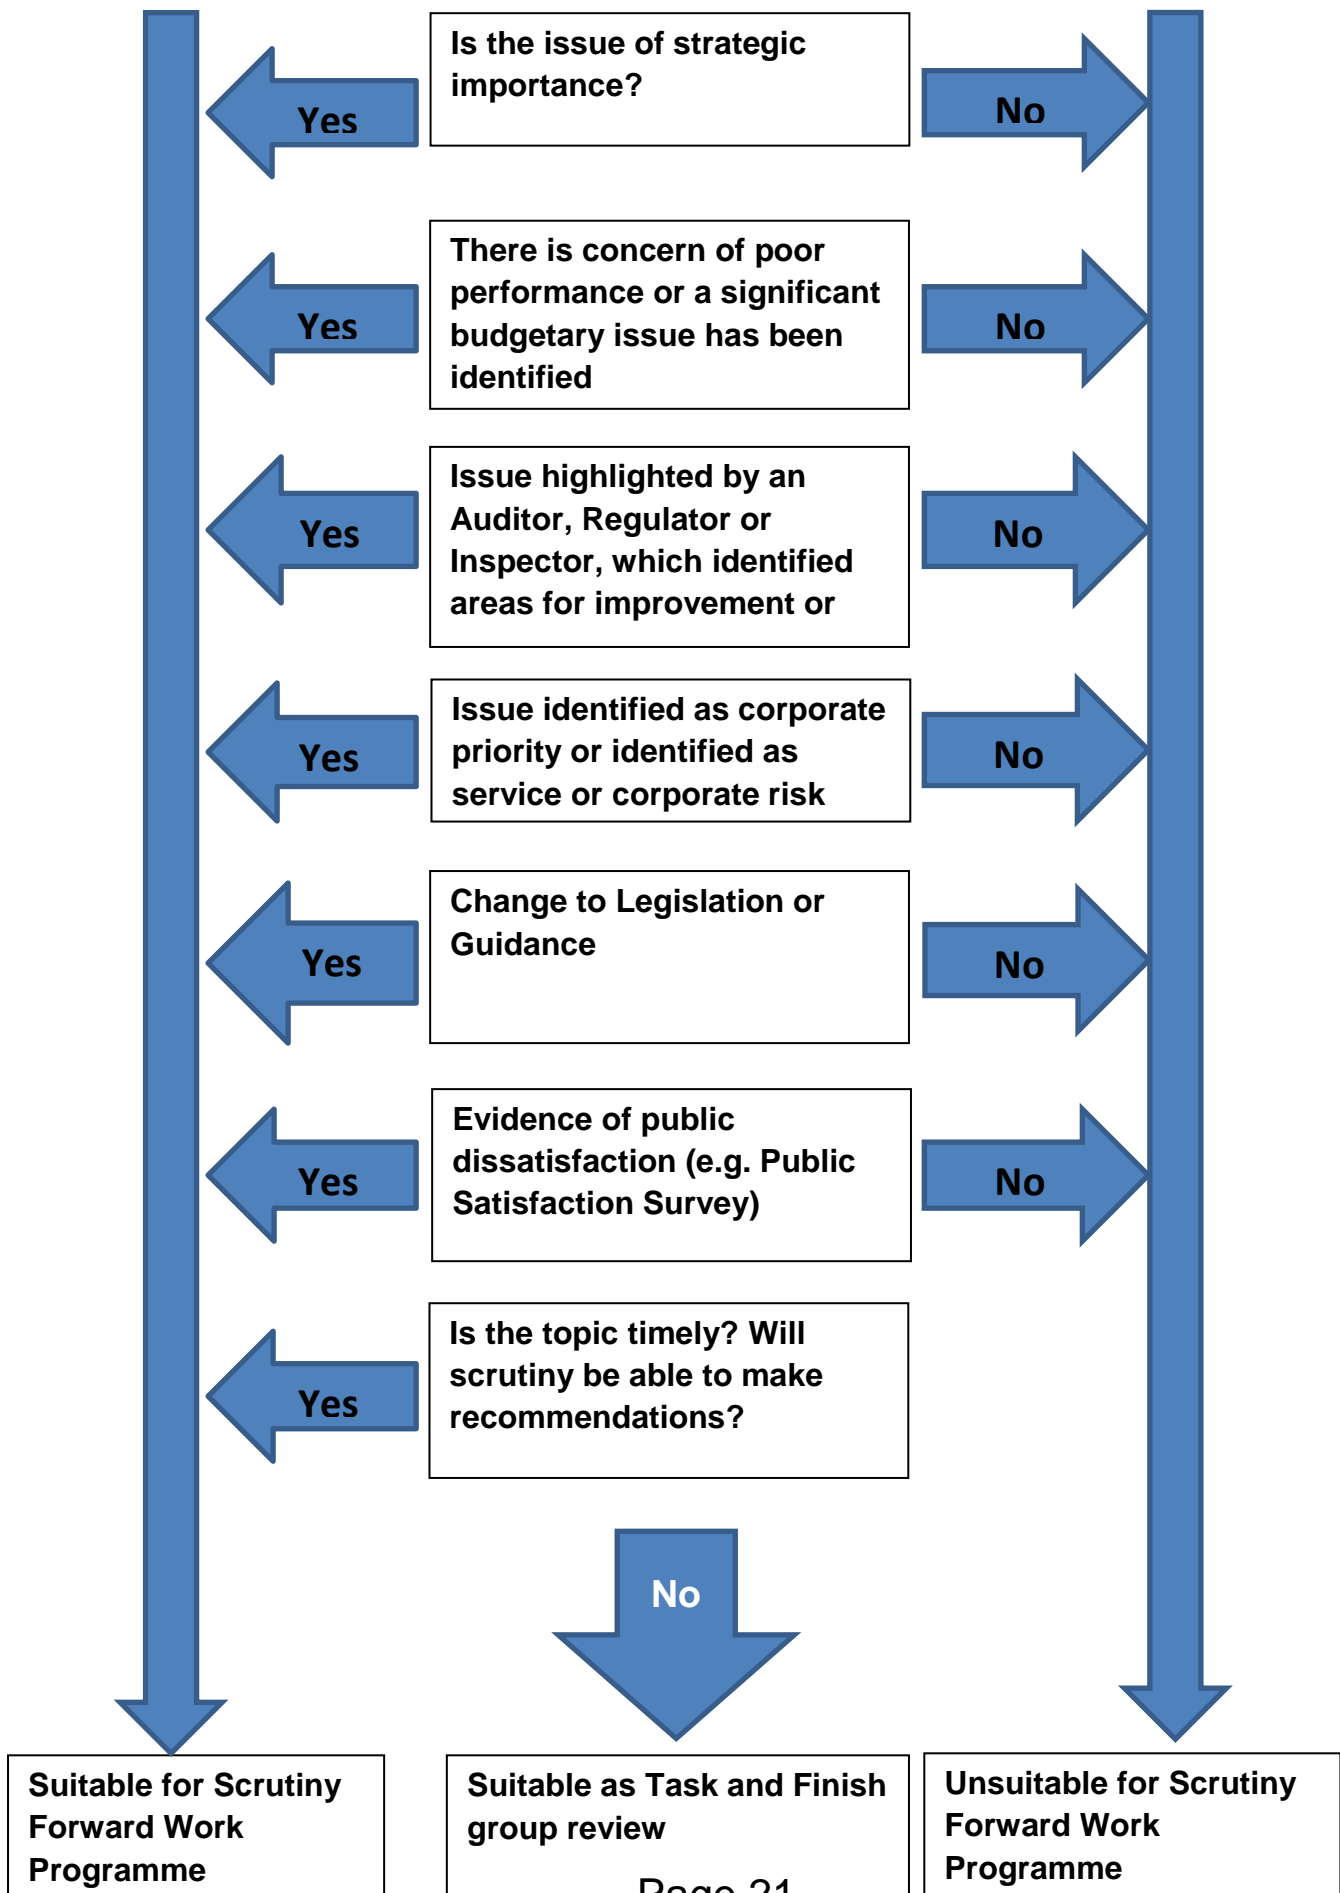 Is the issue of strategic
importance?
Yes
No
There is concern of poor
performance or a significant
budgetary issue has been
identified
Yes
No
Issue highlighted by an
Auditor, Regulator or
Inspector, which identified
areas for improvement or
Yes
No
Issue identified as corporate
priority or identified as
service or corporate risk
Yes
No
Change to Legislation or
Guidance
Yes
No
Evidence of public
dissatisfaction (e.g. Public
Satisfaction Survey)
Yes
No
Is the topic timely? Will
scrutiny be able to make
recommendations?
Yes
No
Suitable for Scrutiny
Forward Work
Programme
Suitable as Task and Finish
group review
Unsuitable for Scrutiny
Forward Work
Programme
Page 21